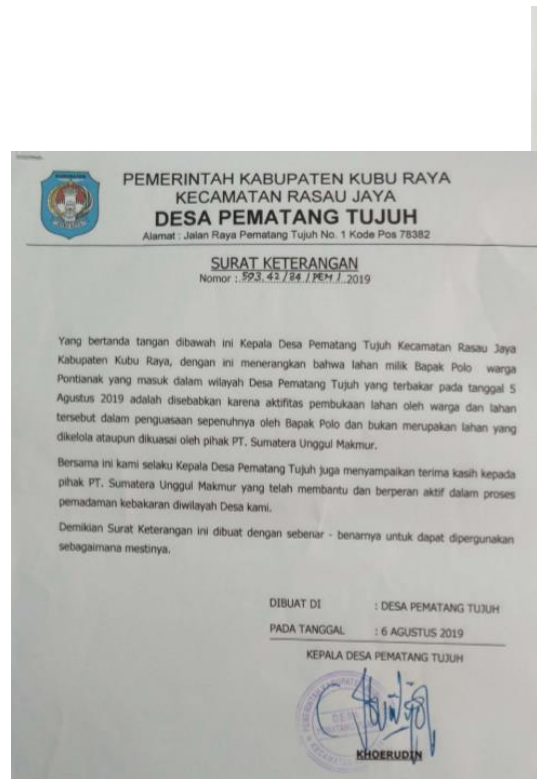 PEMERINTAH KABUPATEN KUBU RAYA
KECAMATAN RASAU JAYA
DESA PEMATANG TUJUH
Alamat : Jalan Raya Pematang Tujuh No. 1 Kode Pos 78382
SURAT KETERANGAN
Nomor : 593.42/84/PEM/.2019
Yang bertanda tangan dibawah ini Kepala Desa Pematang Tujuh Kecamatan Rasau Jaya
Kabupaten Kubu Raya, dengan ini menerangkan bahwa lahan milik Bapak Polo warga
Pontianak yang masuk dalam wilayah Desa Pematang Tujuh yang terbakar pada tanggal 5
Agustus 2019 adalah disebabkan karena aktifitas pembukaan lahan oleh warga dan lahan
tersebut dalam penguasaan sepenuhnya oleh Bapak Polo dan bukan merupakan lahan yang
dikelola ataupun dikuasai oleh pihak PT. Sumatera Unggul Makmur.
Bersama ini kami selaku Kepala Desa Pematang Tujuh juga menyampaikan terima kasih kepada
pihak PT. Sumatera Unggul Makmur yang telah membantu dan berperan aktif dalam proses
pemadaman kebakaran diwilayah Desa kami.
Demikian Surat Keterangan ini dibuat dengan sebenar - benarnya untuk dapat dipergunakan
sebagaimana mestinya.
DIBUAT DI : DESA PEMATANG TUJUH
PADA TANGGAL : 6 AGUSTUS 2019
KEPALA DESA PEMATANG TUJUH
KHOERUDIN